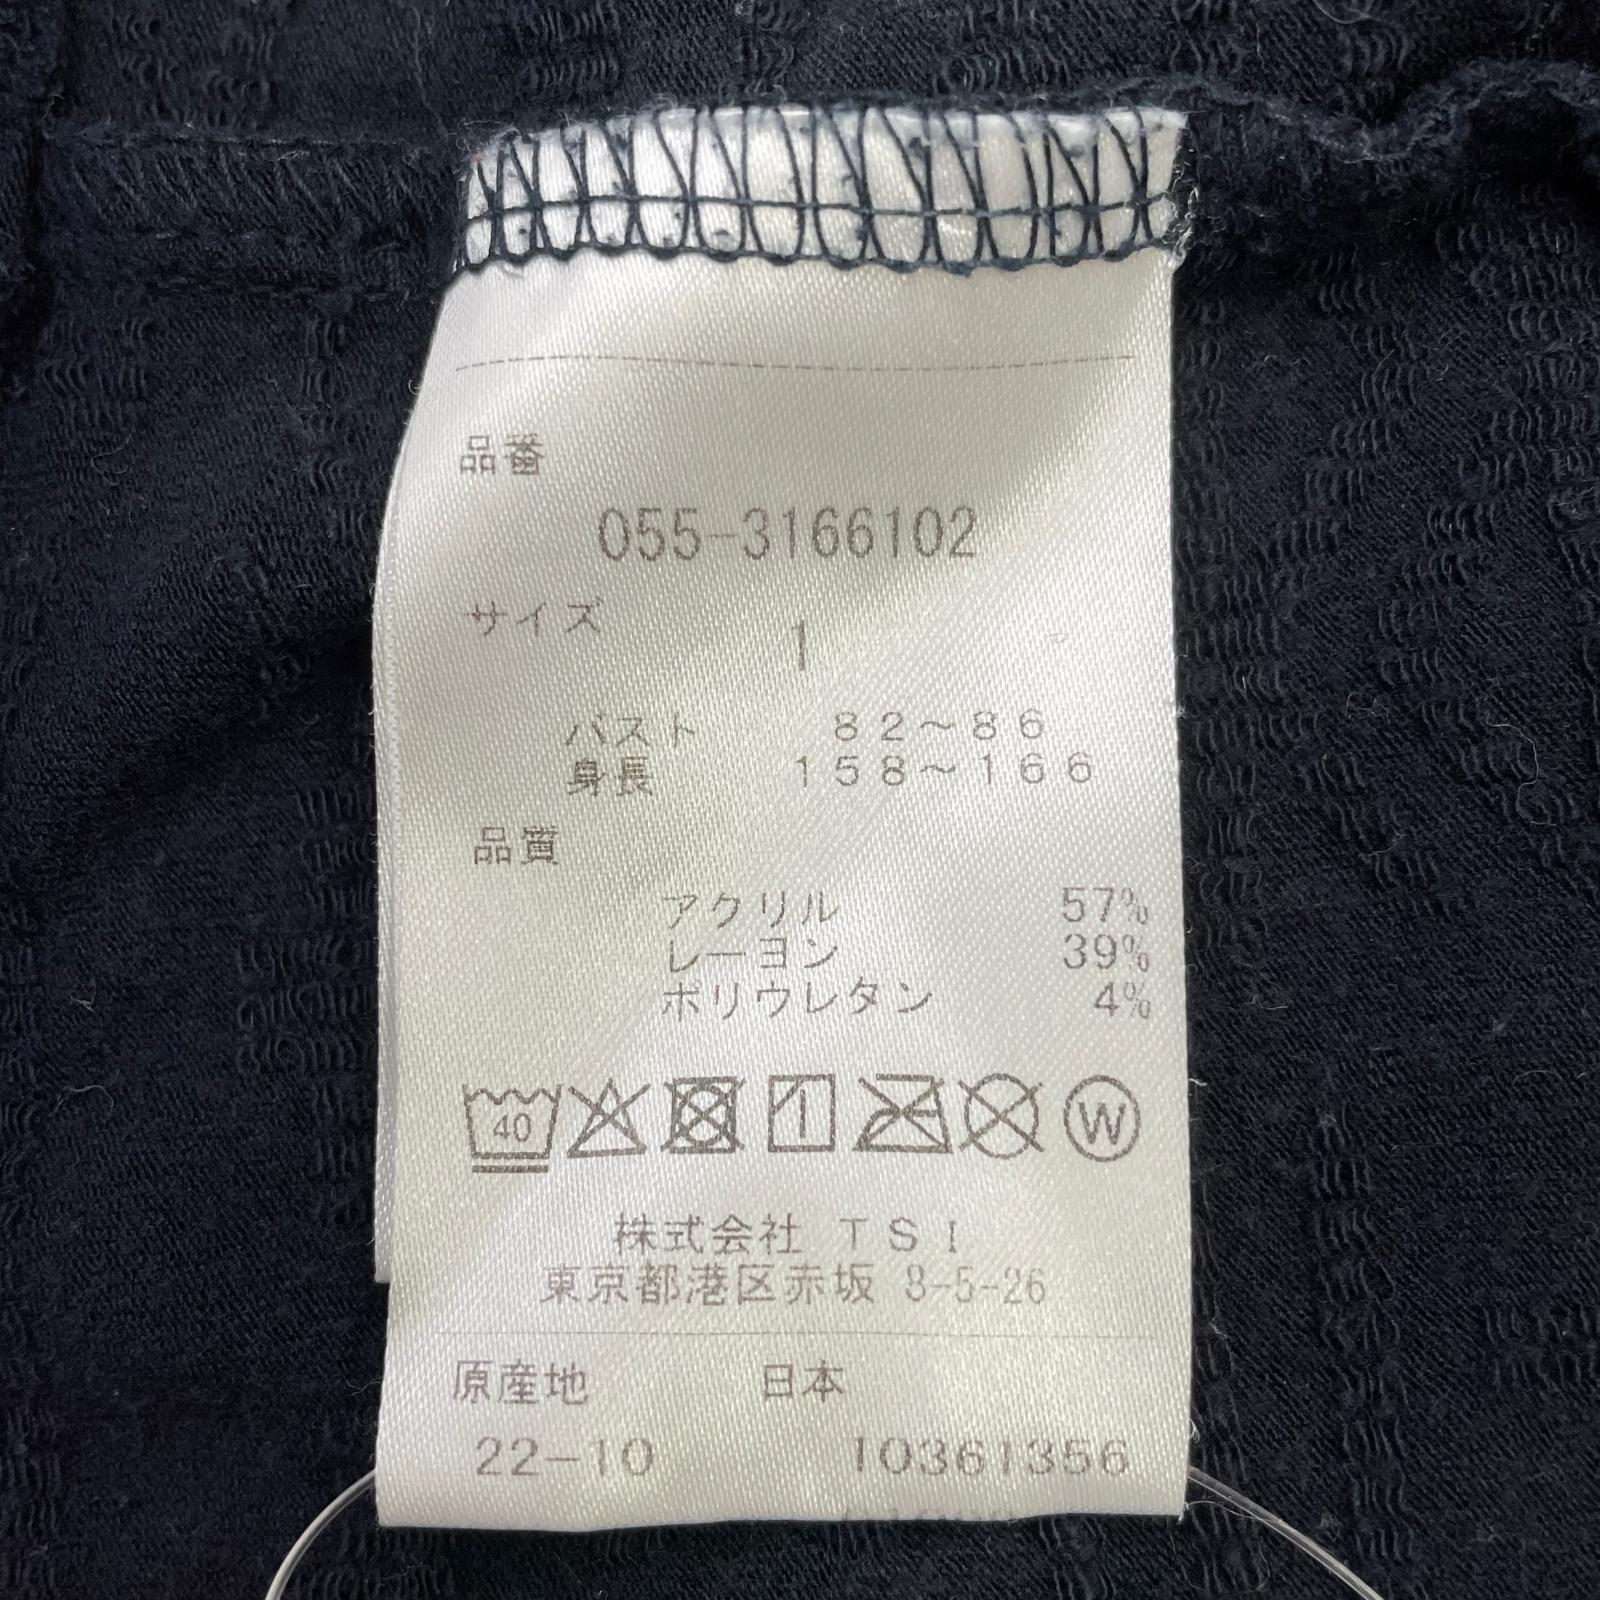 品番
055-3166102
サイズ 1
バスト 82～86
身長 158～166
品質
アクリル 57%
レーヨン 39%
ポリウレタン 4%
40 W
株式会社 TSI
東京都港区赤坂 8-5-26
原産地 日本
22-10 10361356